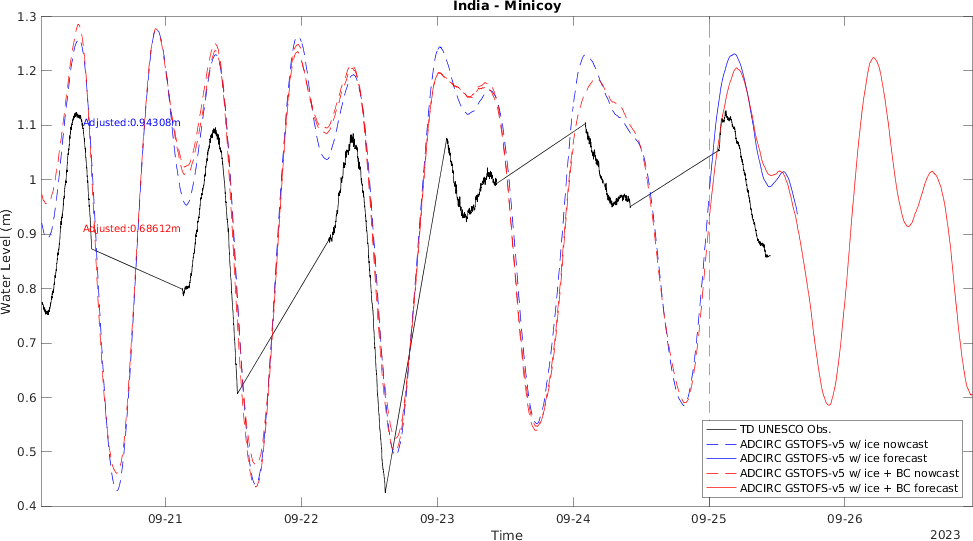 India - Minicoy
1.3
1.2
1.1
1
0.9
0.8
0.7
0.6
0.5
0.4
Water Level (m)
Adjusted:0.94308m
Adjusted:0.68612m
TD UNESCO Obs.
ADCIRC GSTOFS-v5 w/ ice nowcast
ADCIRC GSTOFS-v5 w/ ice forecast
ADCIRC GSTOFS-v5 w/ ice + BC nowcast
ADCIRC GSTOFS-v5 w/ ice + BC forecast
09-21 09-22 09-23 09-24 09-25 09-26
Time
2023